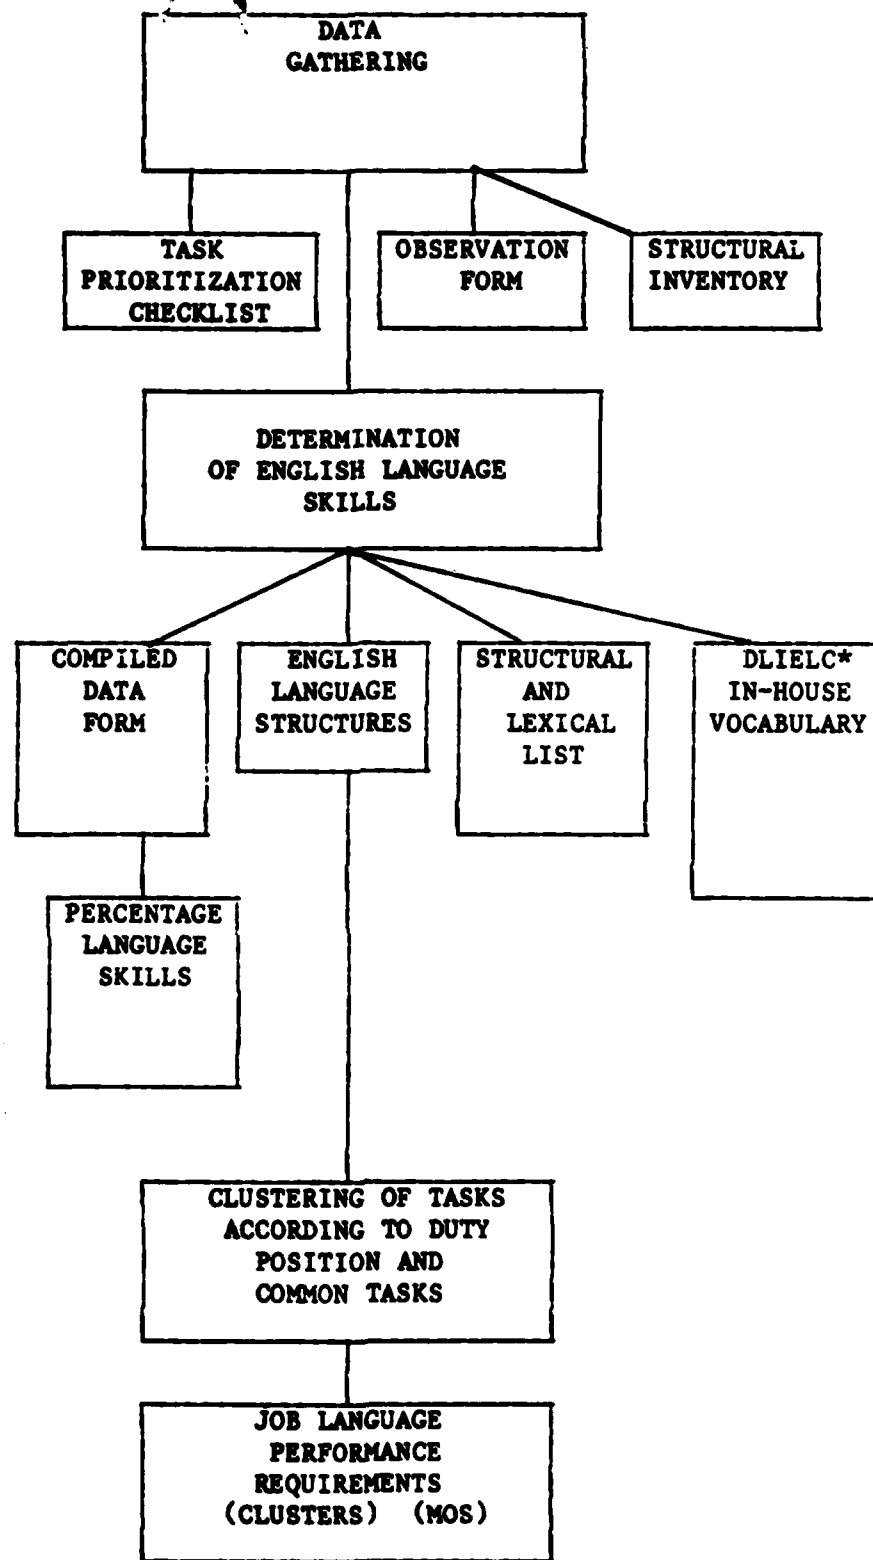 DATA
GATHERING
TASK
PRIORITIZATION
CHECKLIST
OBSERVATION
FORM
STRUCTURAL
INVENTORY
DETERMINATION
OF ENGLISH LANGUAGE
SKILLS
COMPILED
DATA
FORM
ENGLISH
LANGUAGE
STRUCTURES
STRUCTURAL
AND
LEXICAL
LIST
DLIELC*
IN-HOUSE
VOCABULARY
PERCENTAGE
LANGUAGE
SKILLS
CLUSTERING OF TASKS
ACCORDING TO DUTY
POSITION AND
COMMON TASKS
JOB LANGUAGE
PERFORMANCE
REQUIREMENTS
(CLUSTERS) (MOS)